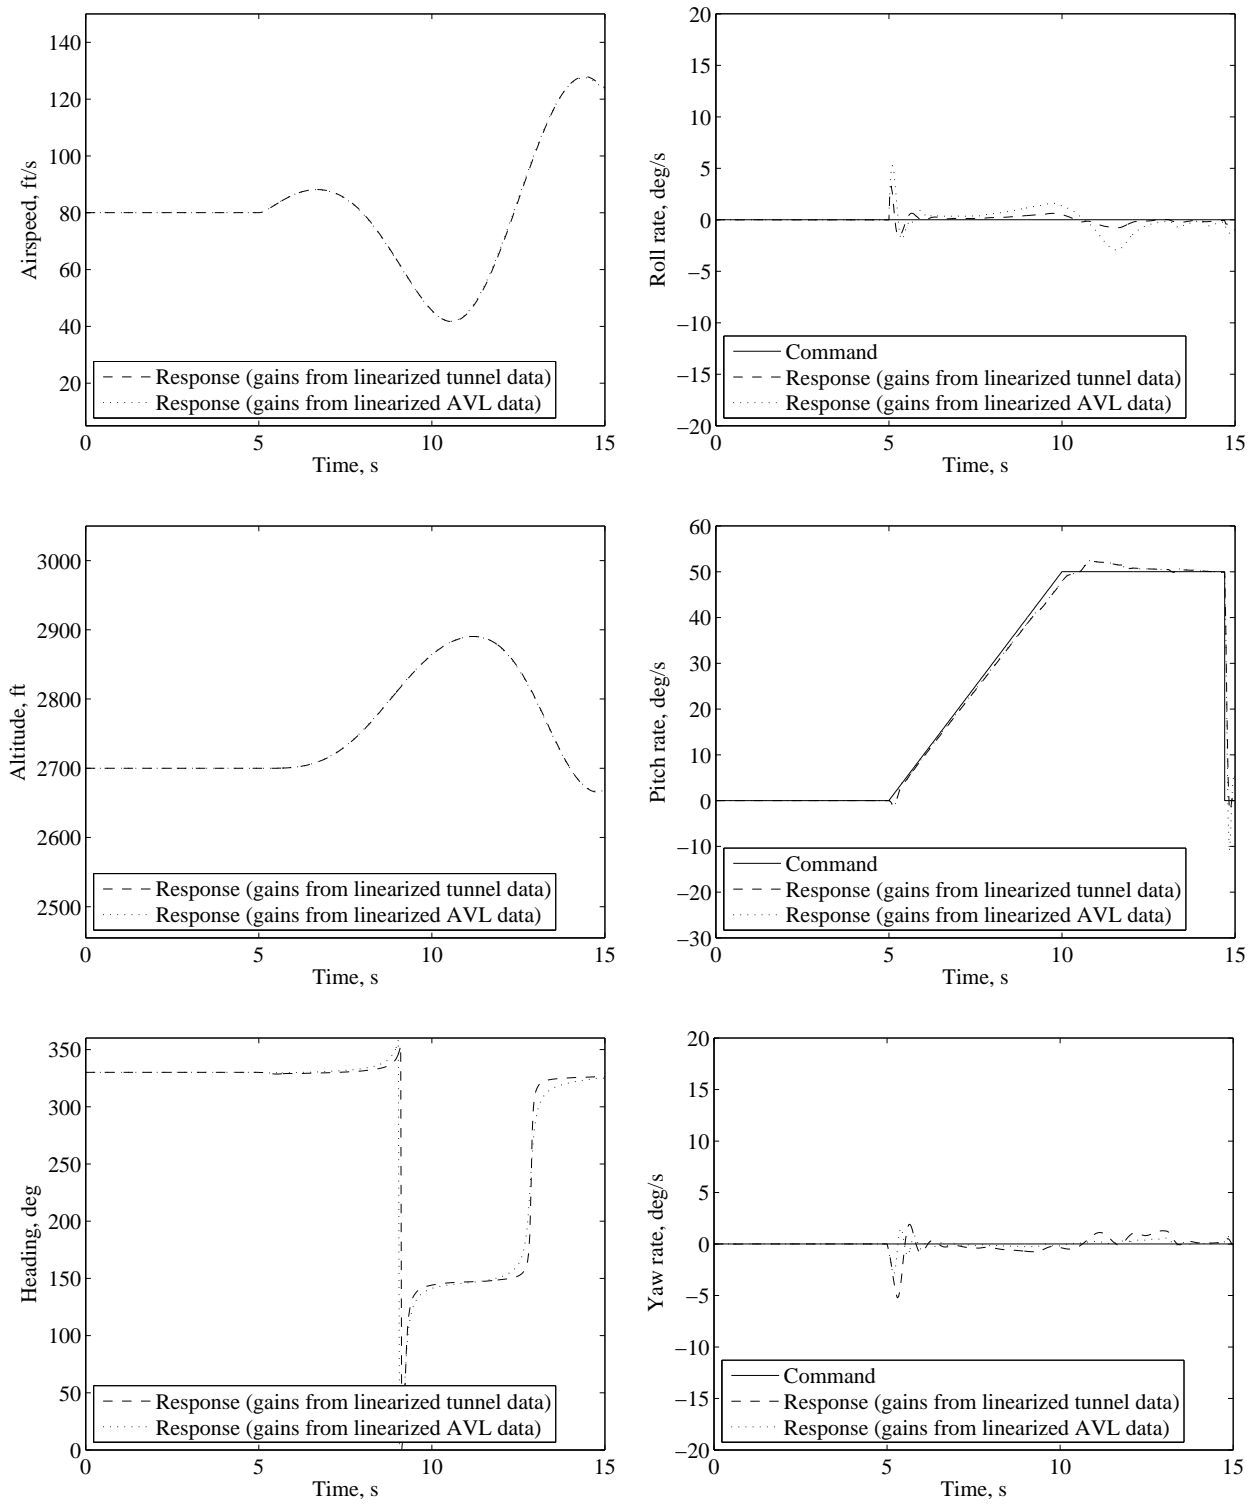 Airspeed, ft/s
140
120
100
80
60
40
20
Response (gains from linearized tunnel data)
Response (gains from linearized AVL data)
0 5 10 15
Time, s
Roll rate, deg/s
20
15
10
5
0
−5
−10
−15
−20
Command
Response (gains from linearized tunnel data)
Response (gains from linearized AVL data)
0 5 10 15
Time, s
Altitude, ft
3000
2900
2800
2700
2600
2500
Response (gains from linearized tunnel data)
Response (gains from linearized AVL data)
0 5 10 15
Time, s
Pitch rate, deg/s
60
50
40
30
20
10
0
−10
−20
−30
Command
Response (gains from linearized tunnel data)
Response (gains from linearized AVL data)
0 5 10 15
Time, s
Heading, deg
350
300
250
200
150
100
50
0
Response (gains from linearized tunnel data)
Response (gains from linearized AVL data)
0 5 10 15
Time, s
Yaw rate, deg/s
20
15
10
5
0
−5
−10
−15
−20
Command
Response (gains from linearized tunnel data)
Response (gains from linearized AVL data)
0 5 10 15
Time, s